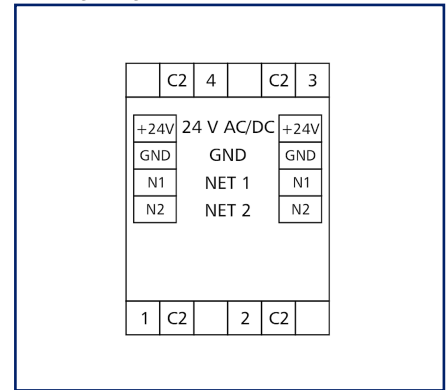 C2 4 C2 3
+24V 24 V AC/DC +24V
GND GND GND
N1 NET 1 N1
N2 NET 2 N2
1 C2 2 C2